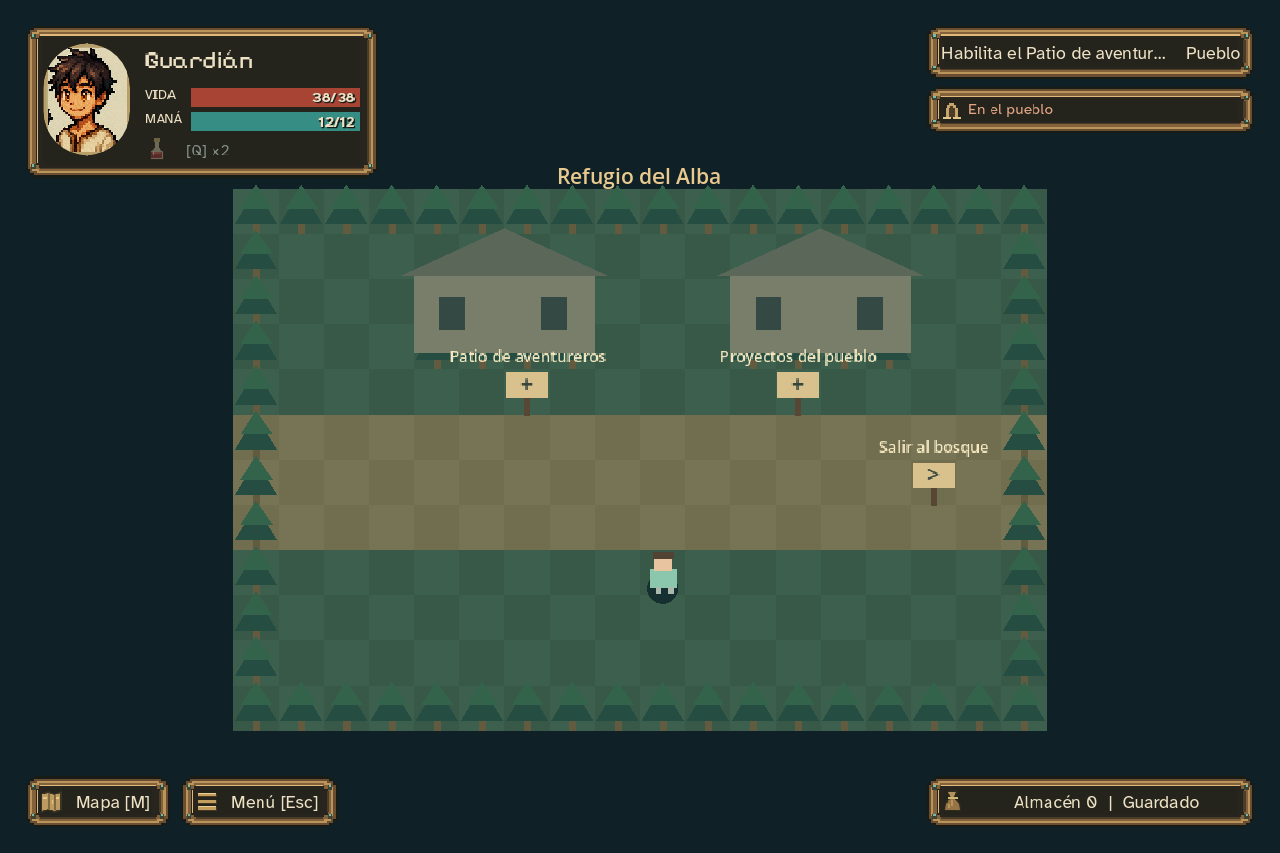 Guardián
VIDA 38/38
MANÁ 12/12
[Q] x2
Habilita el Patio de aventur... Pueblo
En el pueblo
Refugio del Alba
Patio de aventureros
+
Proyectos del pueblo
+
Salir al bosque
>
Mapa [M]
Menú [Esc]
Almacén 0 | Guardado